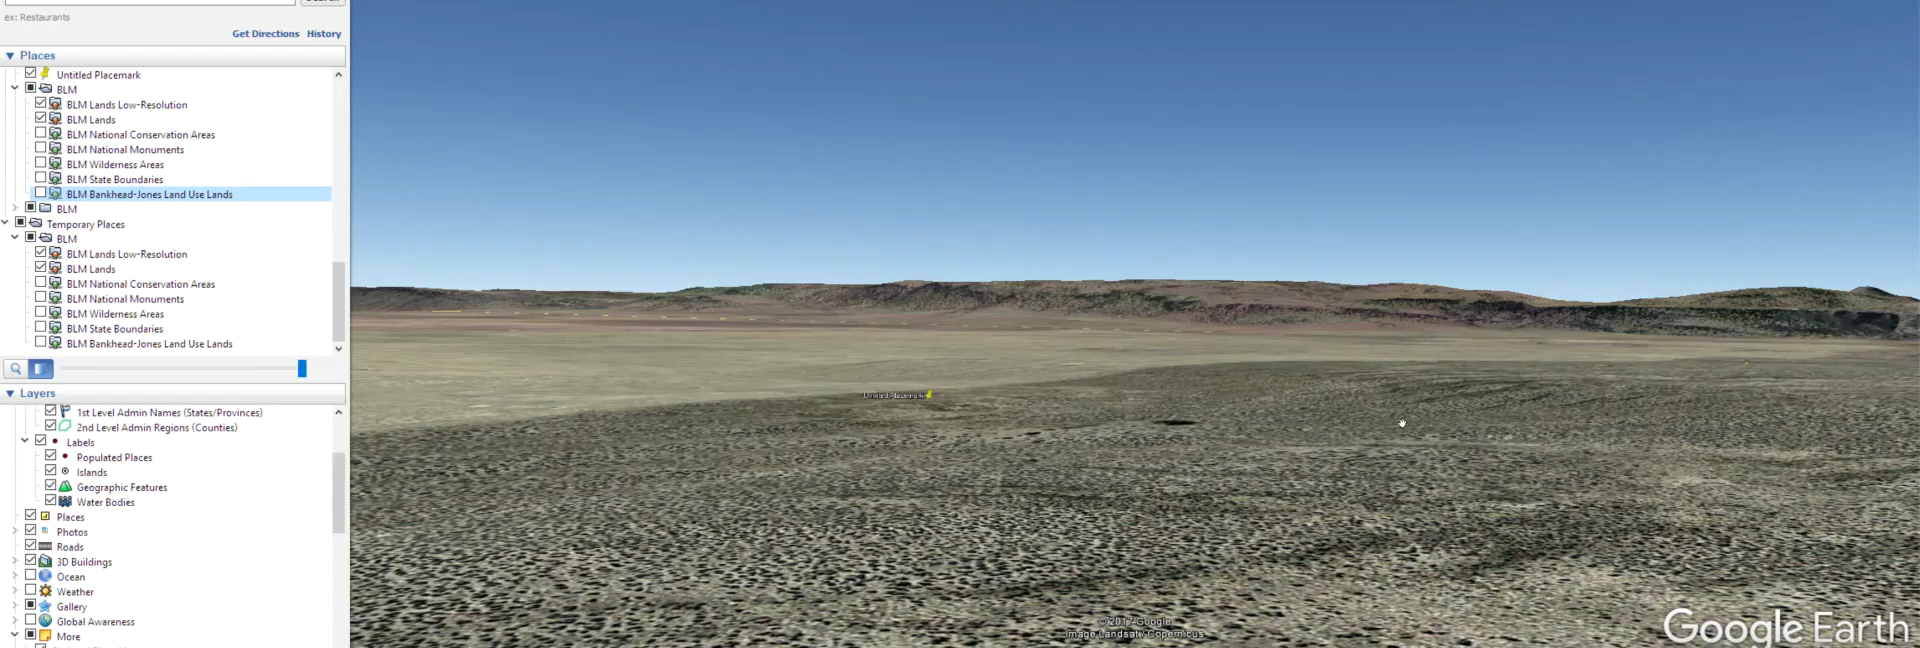 ex: Restaurants
Get Directions History
Places
Untitled Placemark
BLM
BLM Lands Low-Resolution
BLM Lands
BLM National Conservation Areas
BLM National Monuments
BLM Wilderness Areas
BLM State Boundaries
BLM Bankhead-Jones Land Use Lands
BLM
Temporary Places
BLM
BLM Lands Low-Resolution
BLM Lands
BLM National Conservation Areas
BLM National Monuments
BLM Wilderness Areas
BLM State Boundaries
BLM Bankhead-Jones Land Use Lands
Layers
1st Level Admin Names (States/Provinces)
2nd Level Admin Regions (Counties)
Labels
Populated Places
Islands
Geographic Features
Water Bodies
Places
Photos
Roads
3D Buildings
Ocean
Weather
Gallery
Global Awareness
More
Untitled Placemark
© 2017 Google
Image Landsat / Copernicus
Google Earth